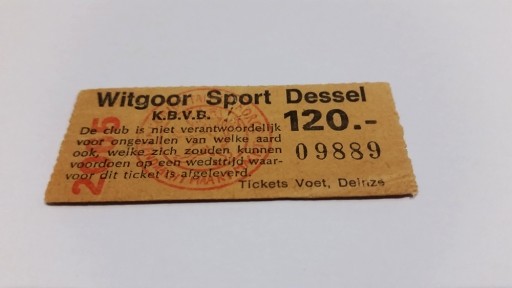 Witgoor Sport Dessel
K.B.V.B.
120.-
De club is niet verantwoordelijk
voor ongevallen van welke aard
ook, welke zich zouden kunnen
voordoen op een wedstrijd waar-
voor dit ticket is afgeleverd.
09889
Tickets Voet, Deinze